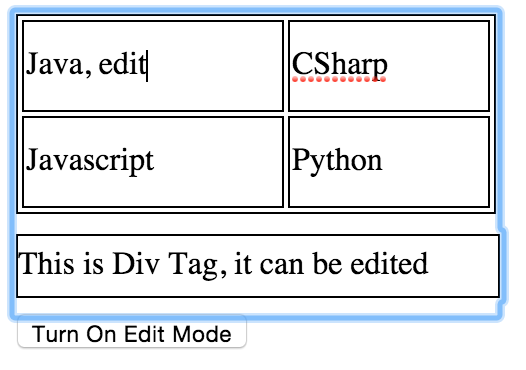 Java, edit CSharp
Javascript Python
This is Div Tag, it can be edited
Turn On Edit Mode